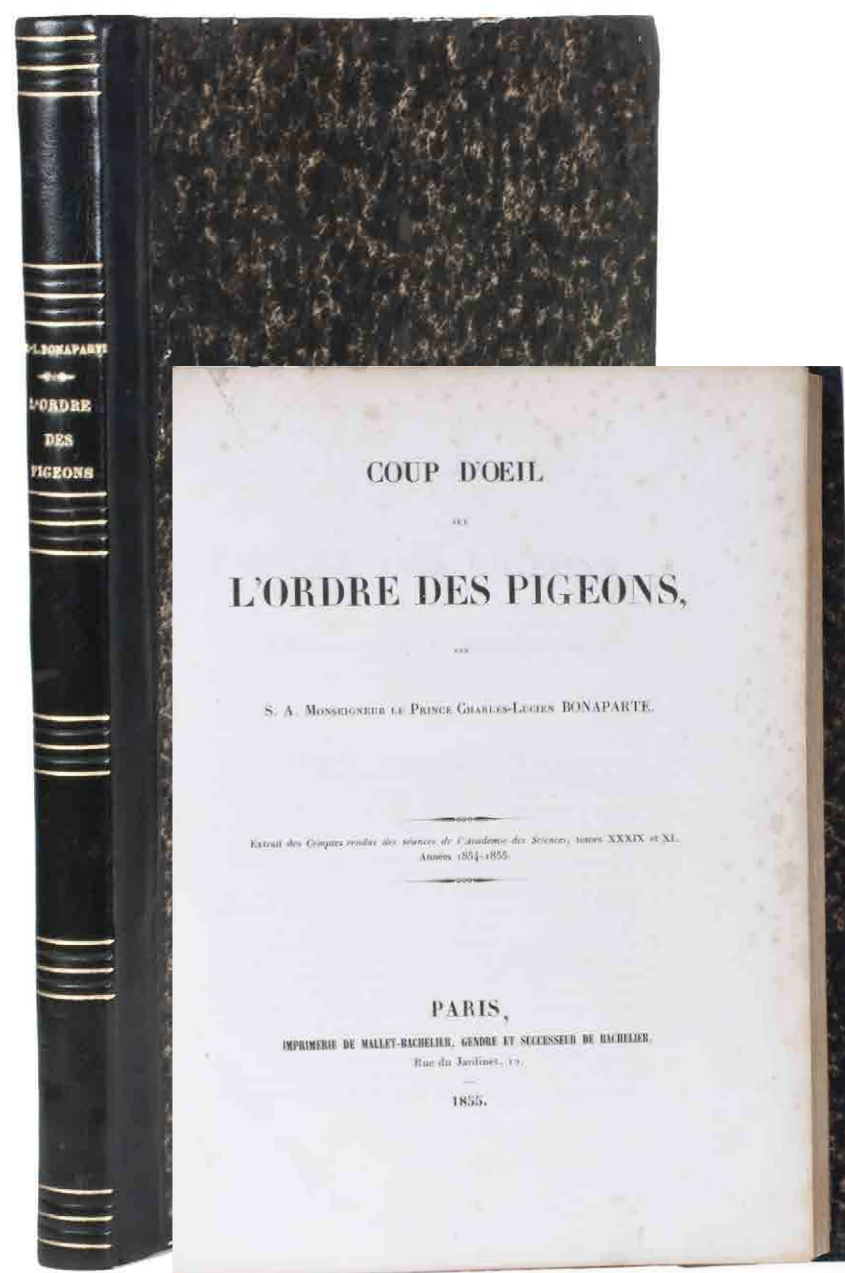 C-L. BONAPARTE
L'ORDRE
DES
PIGEONS
COUP D'OEIL
SUR
L'ORDRE DES PIGEONS,
PAR
S. A. MONSEIGNEUR LE PRINCE CHARLES-LUCIEN BONAPARTE.
Extrait des Comptes rendus des séances de l'Académie des Sciences, tomes XXXIX et XL.
Années 1854-1855.
PARIS,
IMPRIMERIE DE MALLET-BACHELIER, GENDRE ET SUCCESSEUR DE BACHELIER,
Rue du Jardinet, 12.
1855.